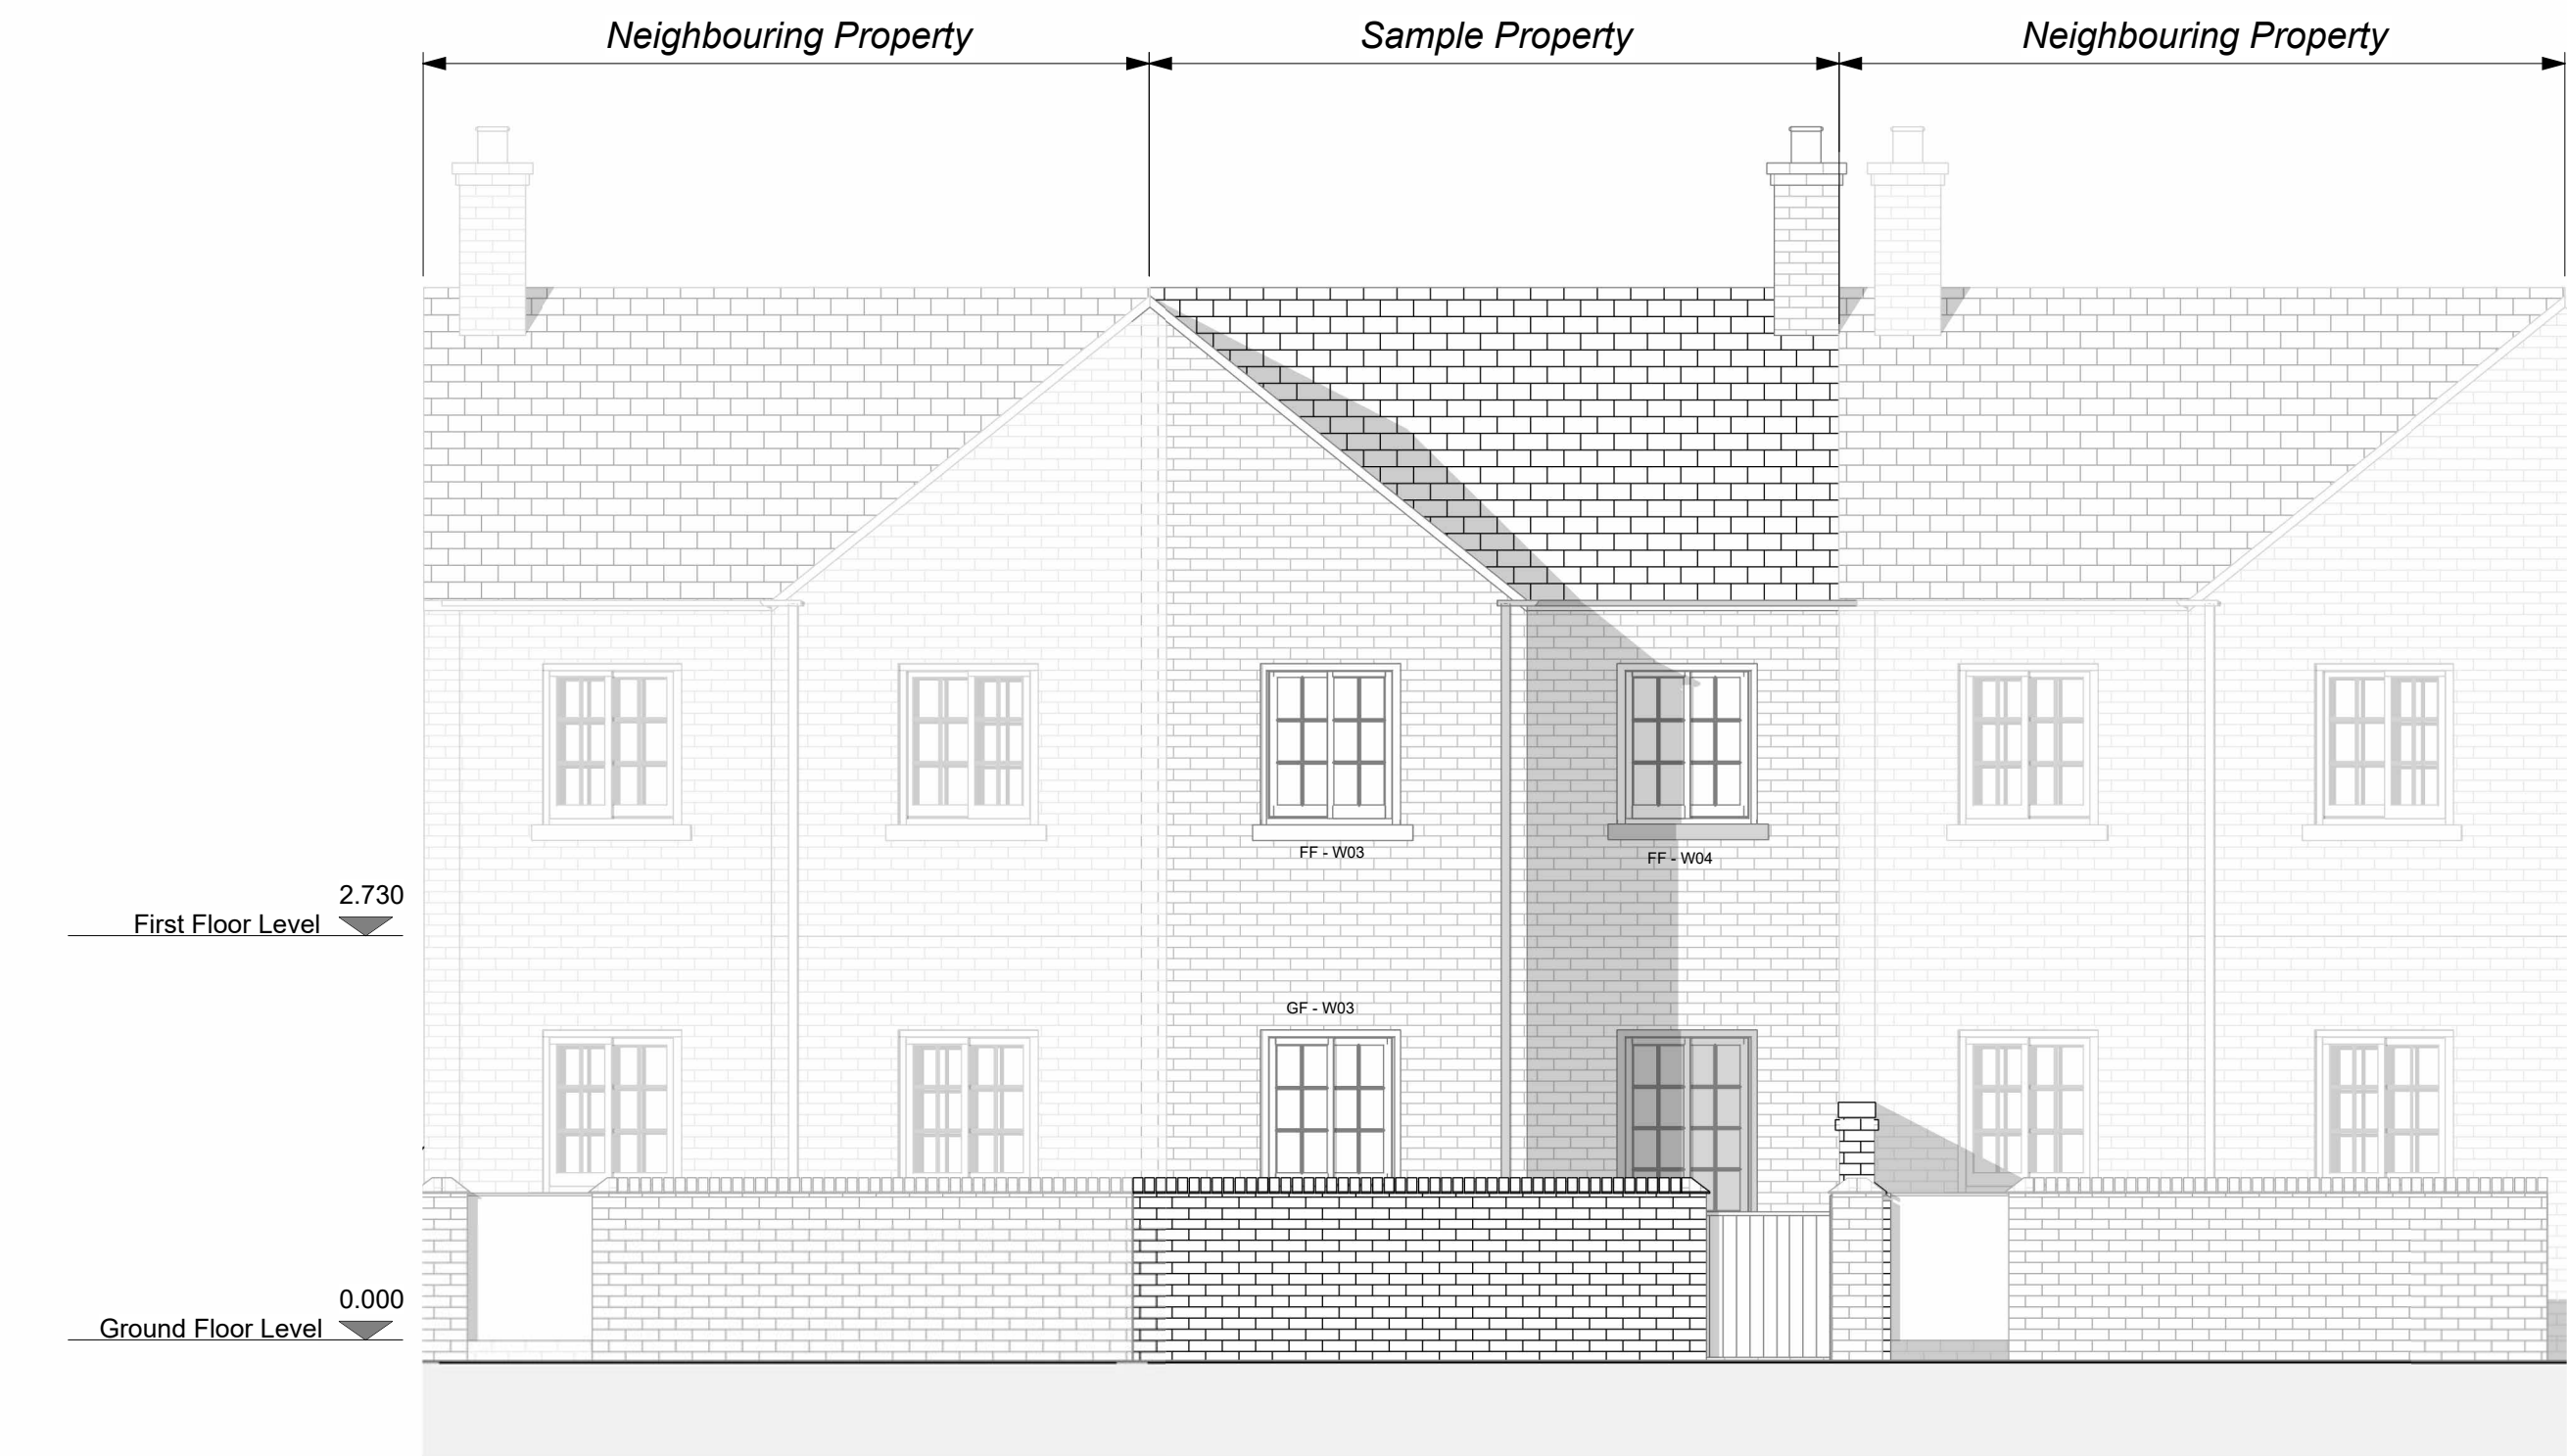 Neighbouring Property
Sample Property
Neighbouring Property
FF - W03
FF - W04
2.730
First Floor Level
GF - W03
0.000
Ground Floor Level